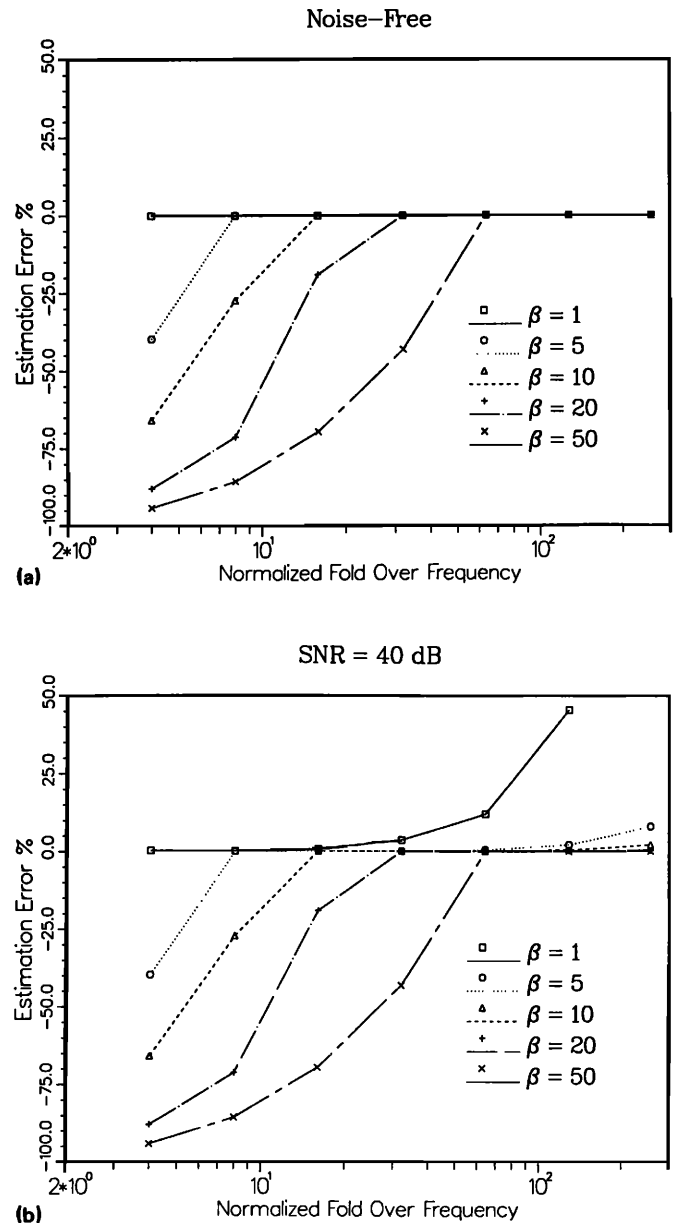 Noise-Free
50.0
25.0
0.0
-25.0
-50.0
-75.0
-100.0
Estimation Error %
β = 1
β = 5
β = 10
β = 20
β = 50
2*10⁰
10¹
10²
Normalized Fold Over Frequency
(a)
SNR = 40 dB
50.0
25.0
0.0
-25.0
-50.0
-75.0
-100.0
Estimation Error %
β = 1
β = 5
β = 10
β = 20
β = 50
2*10⁰
10¹
10²
Normalized Fold Over Frequency
(b)